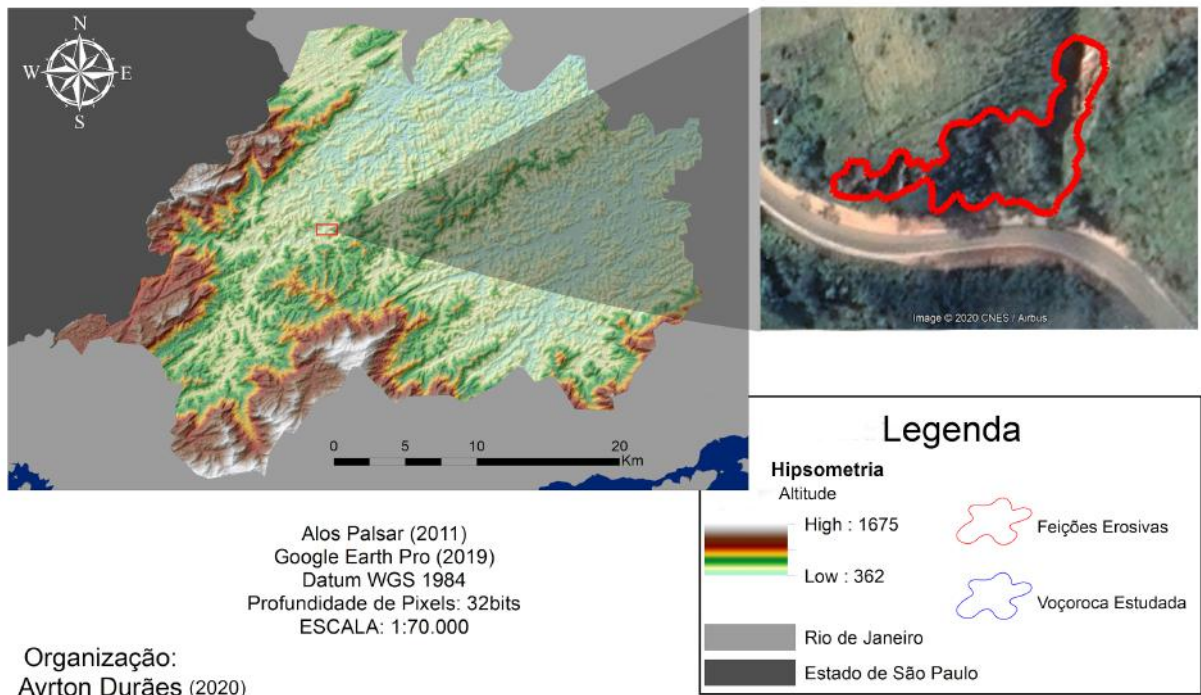 N
W E
S
0 5 10 20
Km
Image © 2020 CNES / Airbus
Legenda
Hipsometria
Altitude
High : 1675
Low : 362
Feições Erosivas
Voçoroca Estudada
Rio de Janeiro
Estado de São Paulo
Alos Palsar (2011)
Google Earth Pro (2019)
Datum WGS 1984
Profundidade de Pixels: 32bits
ESCALA: 1:70.000
Organização:
Ayrton Durães (2020)